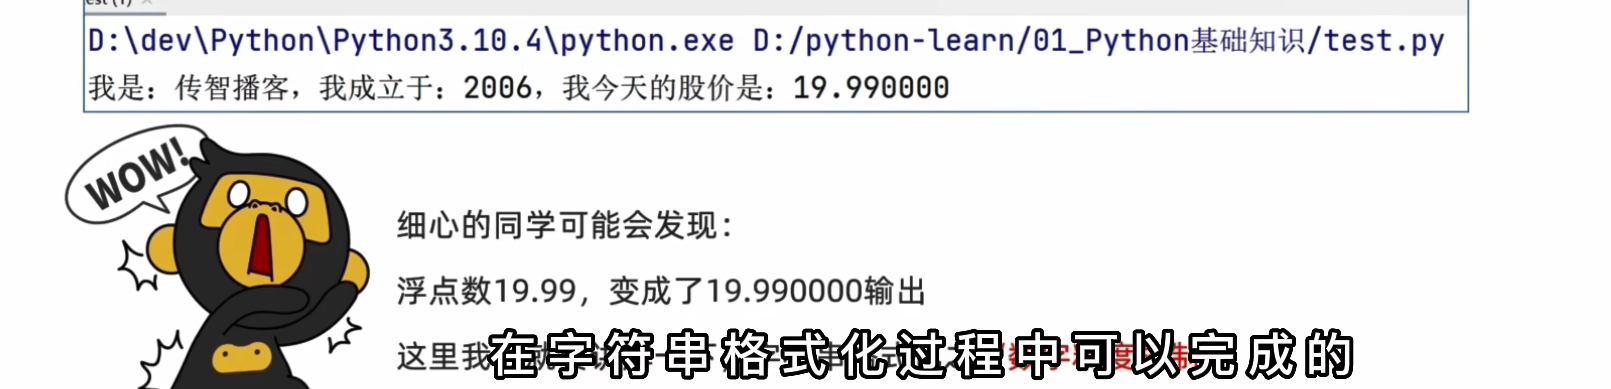 D:\dev\Python\Python3.10.4\python.exe D:/python-learn/01_Python基础知识/test.py
我是：传智播客，我成立于：2006，我今天的股价是：19.990000
WOW!
细心的同学可能会发现：
浮点数19.99，变成了19.990000输出
这里我
在字符串格式化过程中可以完成的